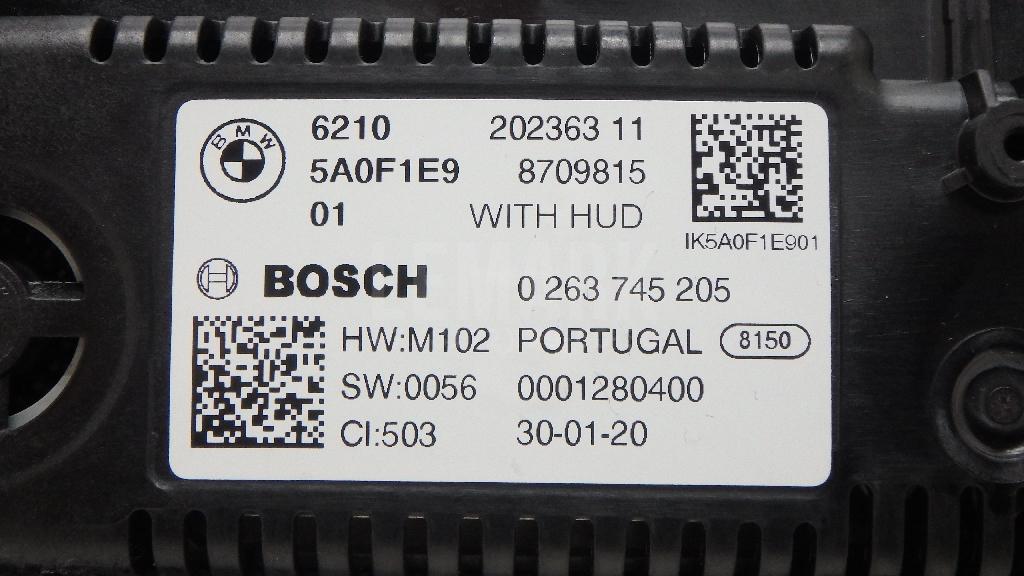 BMW
6210 202363 11
5A0F1E9 8709815
01 WITH HUD
IK5A0F1E901
BOSCH 0 263 745 205
LEMARK
HW:M102 PORTUGAL 8150
SW:0056 0001280400
CI:503 30-01-20